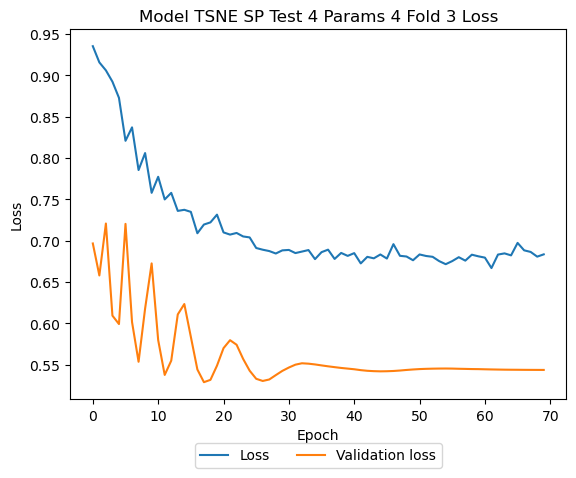 Model TSNE SP Test 4 Params 4 Fold 3 Loss
0.95
0.90
0.85
0.80
0.75
0.70
0.65
0.60
0.55
Loss
0 10 20 30 40 50 60 70
Epoch
Loss Validation loss